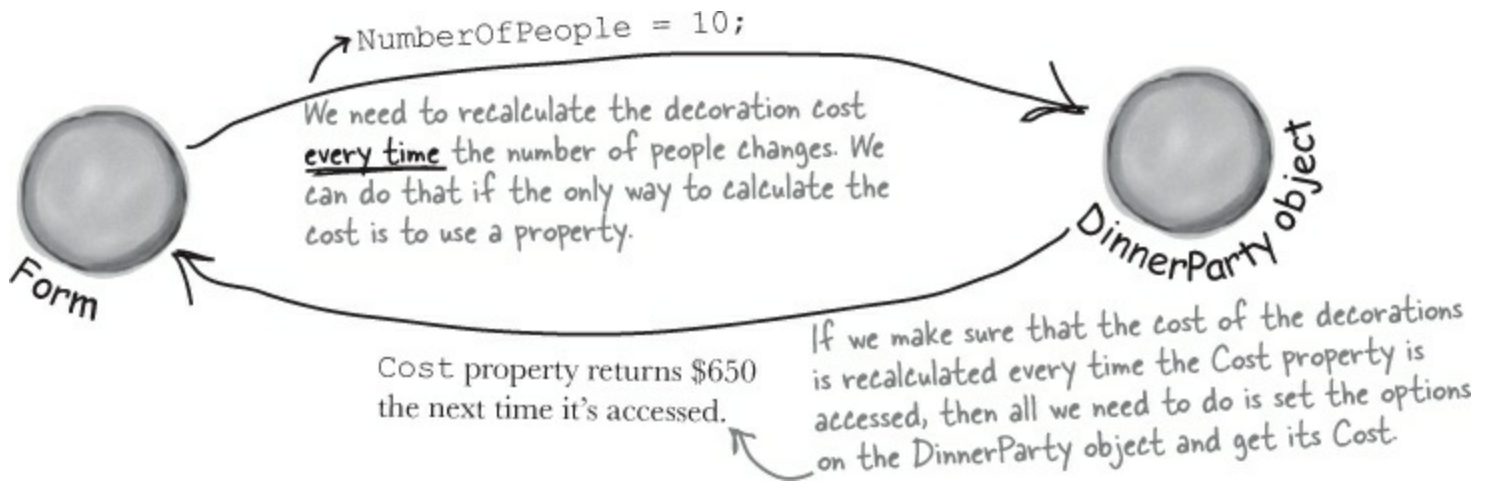 NumberOfPeople = 10;
We need to recalculate the decoration cost
every time the number of people changes. We
can do that if the only way to calculate the
cost is to use a property.
Form
DinnerParty object
Cost property returns $650
the next time it's accessed.
If we make sure that the cost of the decorations
is recalculated every time the Cost property is
accessed, then all we need to do is set the options
on the DinnerParty object and get its Cost.